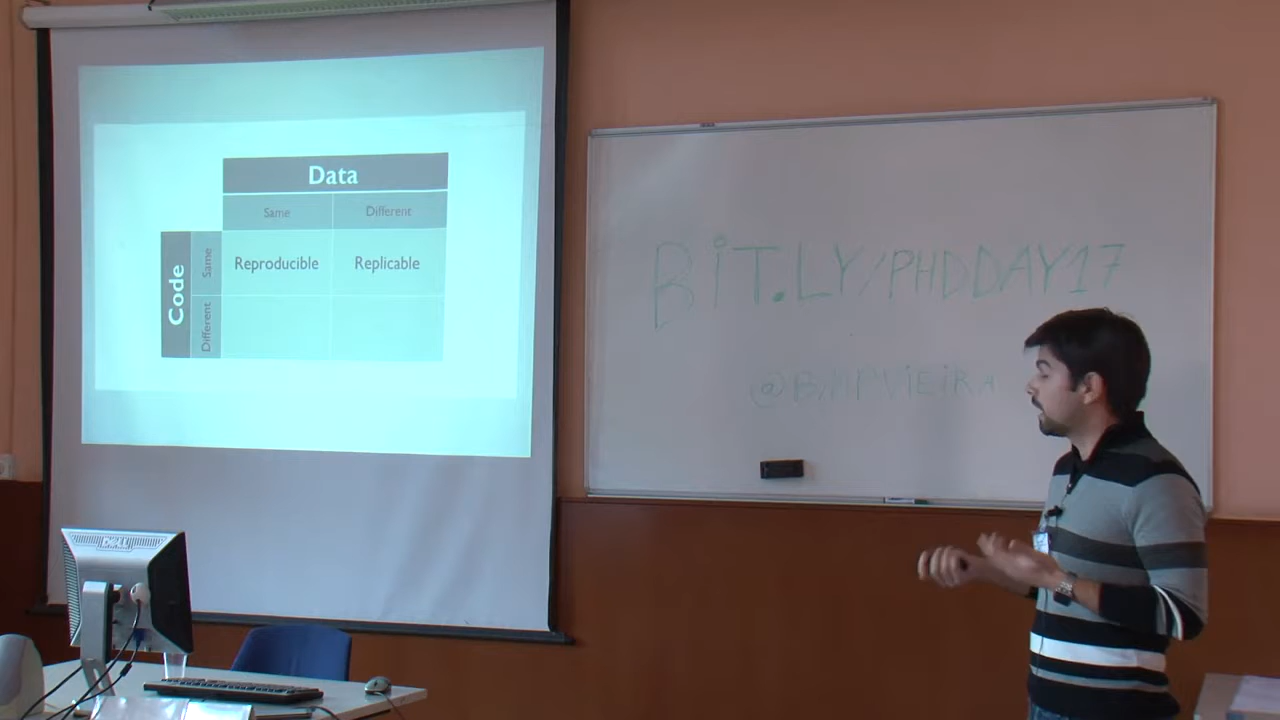 Data
Same Different
Code
Same
Reproducible Replicable
Different
BIT.LY/PHDDAY17
@BMPVIEIRA
DELL